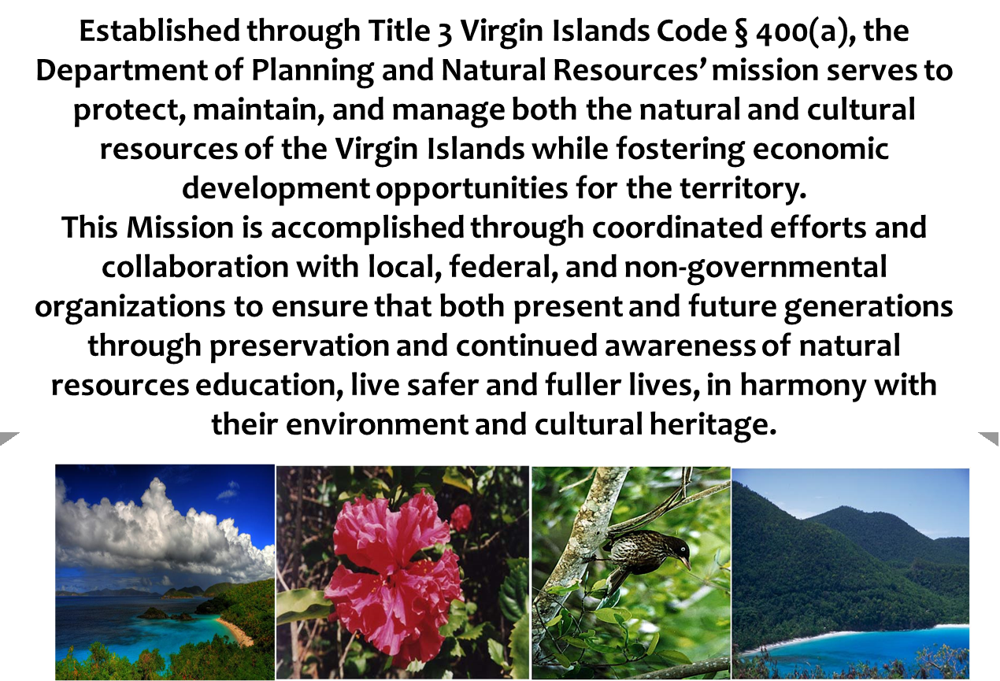 Established through Title 3 Virgin Islands Code § 400(a), the
Department of Planning and Natural Resources’ mission serves to
protect, maintain, and manage both the natural and cultural
resources of the Virgin Islands while fostering economic
development opportunities for the territory.
This Mission is accomplished through coordinated efforts and
collaboration with local, federal, and non-governmental
organizations to ensure that both present and future generations
through preservation and continued awareness of natural
resources education, live safer and fuller lives, in harmony with
their environment and cultural heritage.